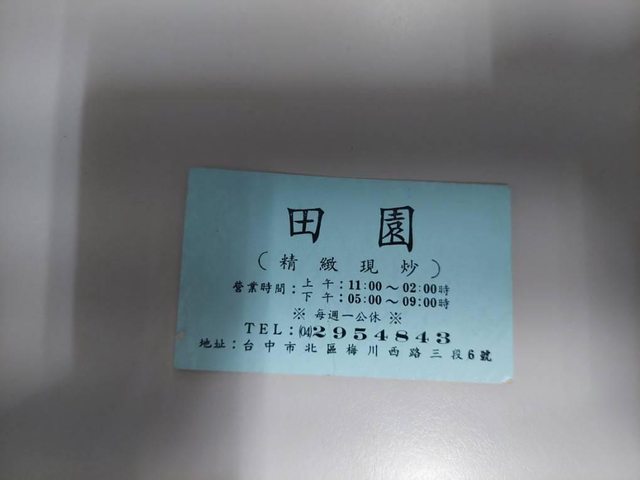 田園
(精緻現炒)
營業時間：上午：11:00～02:00時
下午：05:00～09:00時
※ 每週一公休 ※
TEL：(04)2954843
地址：台中市北區梅川西路三段6號